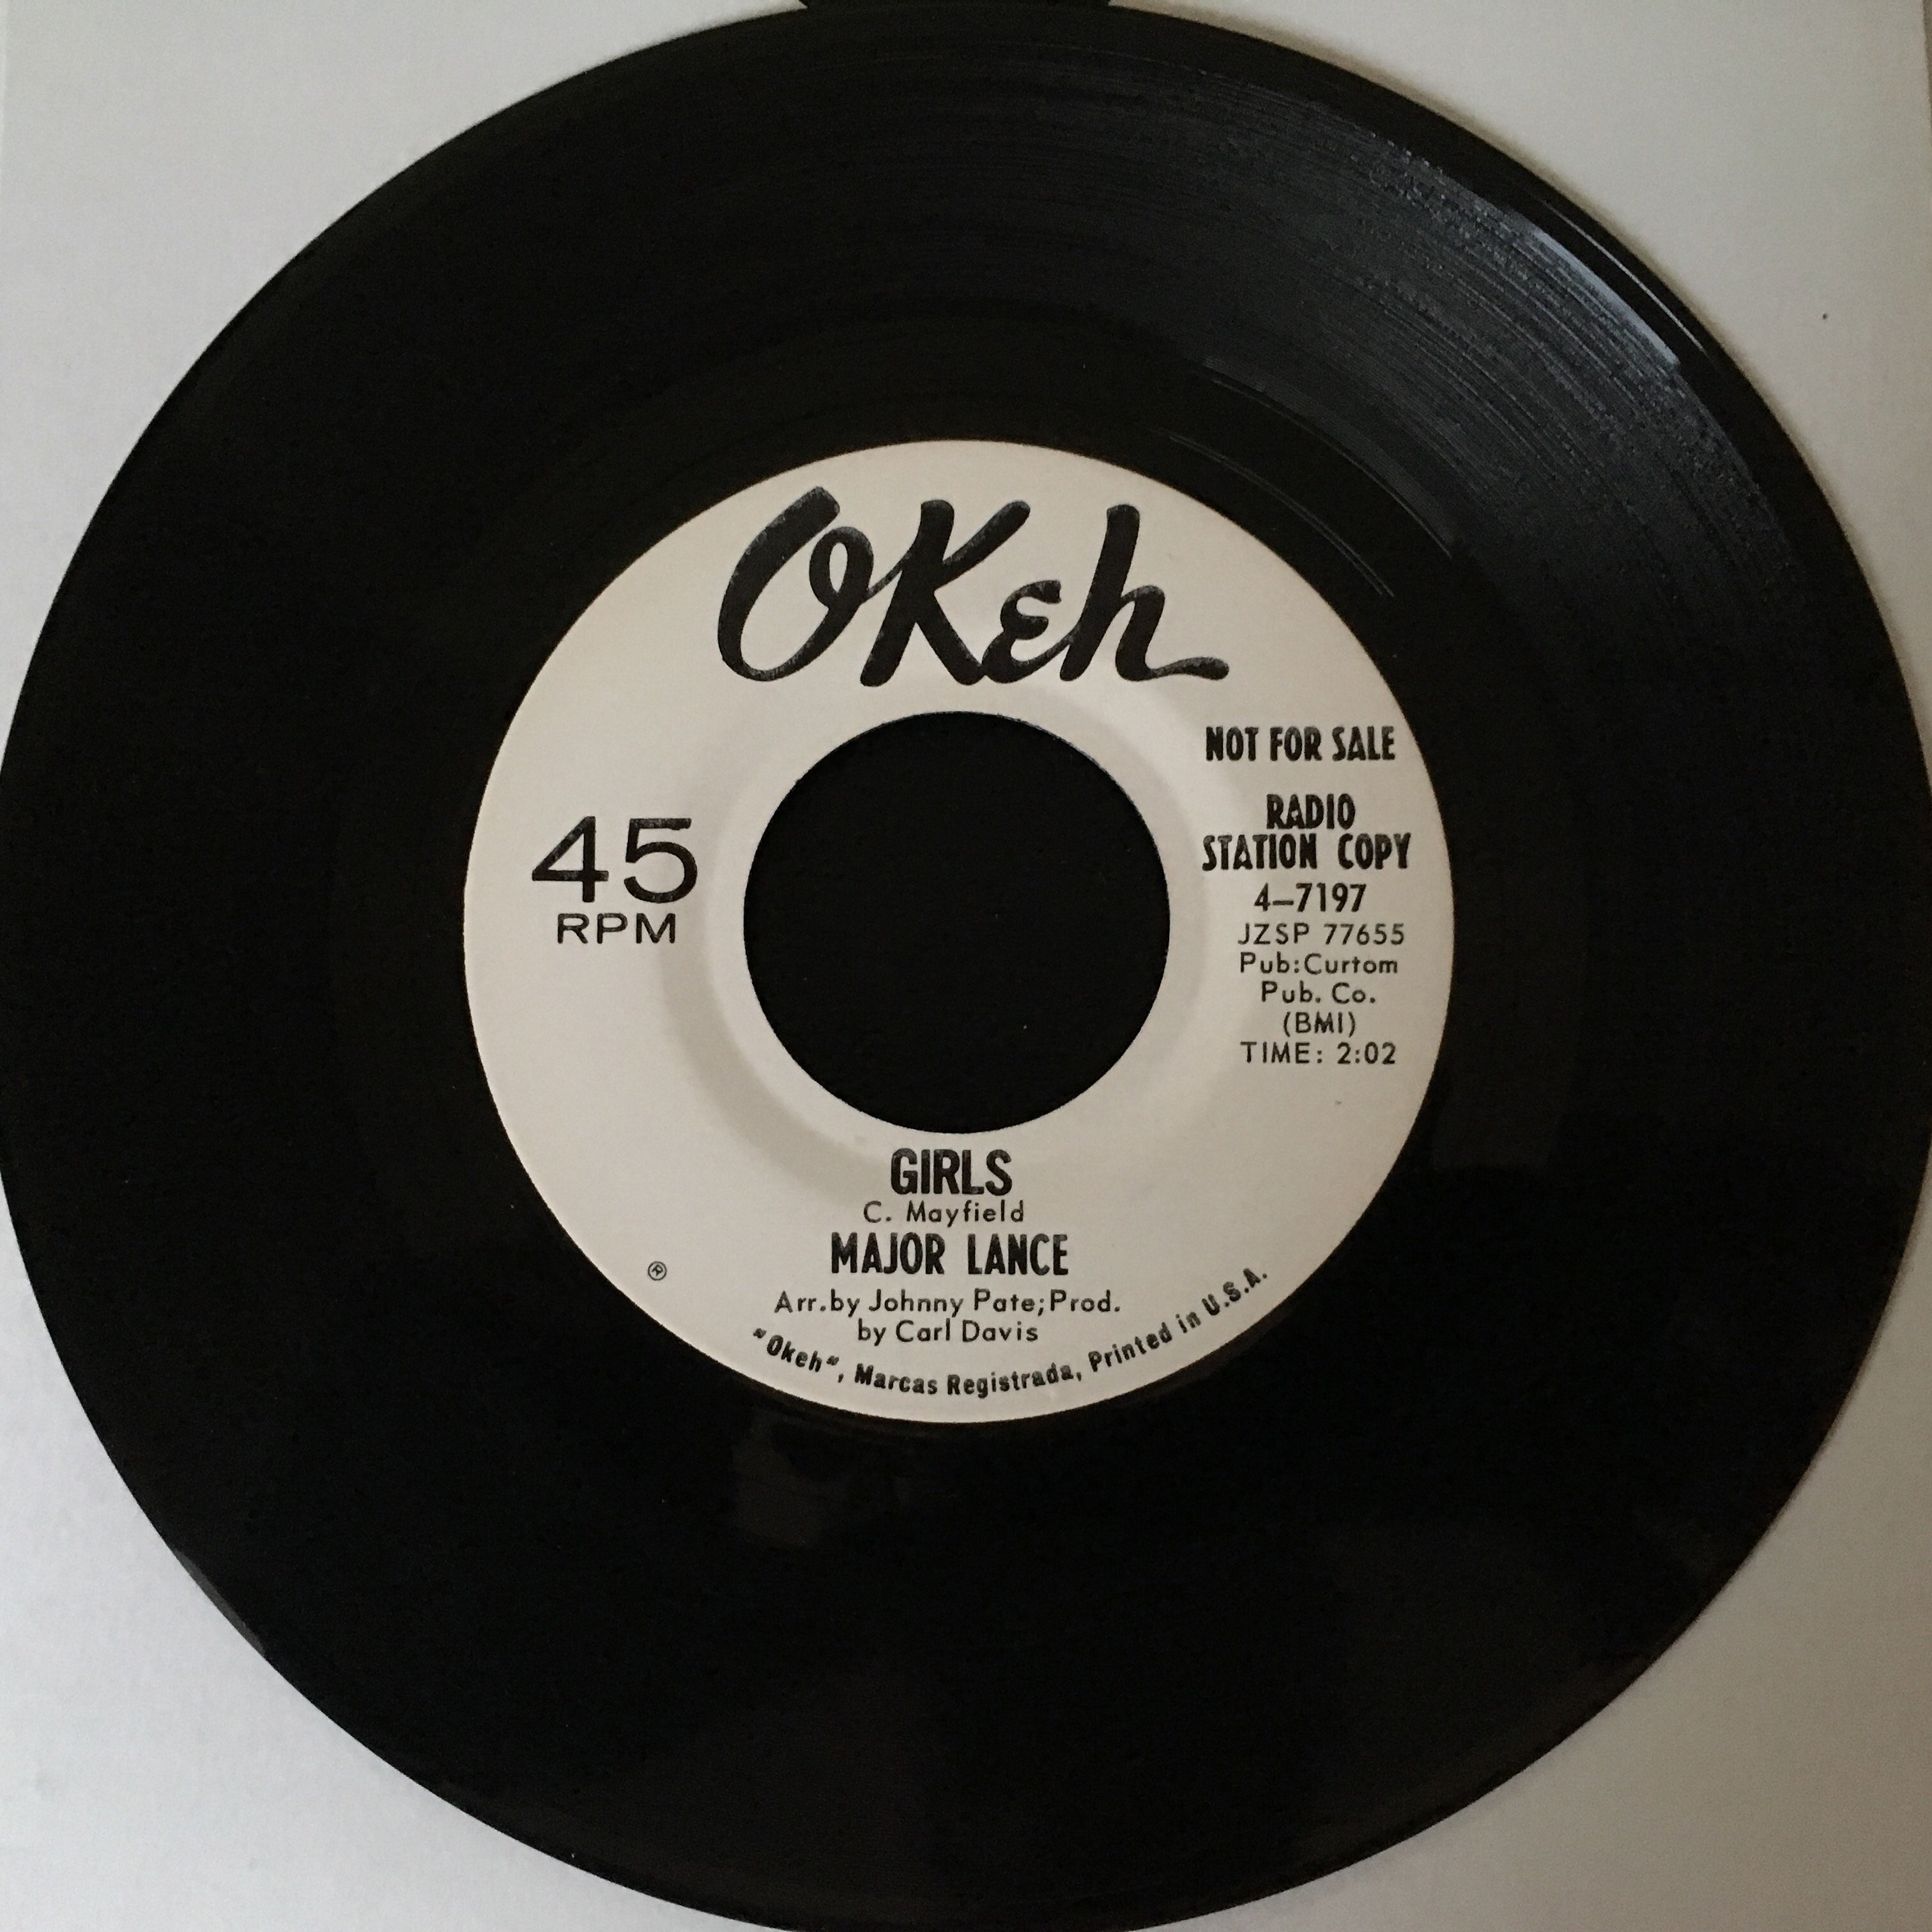 OKeh
NOT FOR SALE
RADIO
STATION COPY
45
RPM
4–7197
JZSP 77655
Pub:Curtom
Pub. Co.
(BMI)
TIME: 2:02
GIRLS
C. Mayfield
MAJOR LANCE
Arr.by Johnny Pate;Prod.
by Carl Davis
®
"Okeh", Marcas Registrada, Printed in U.S.A.